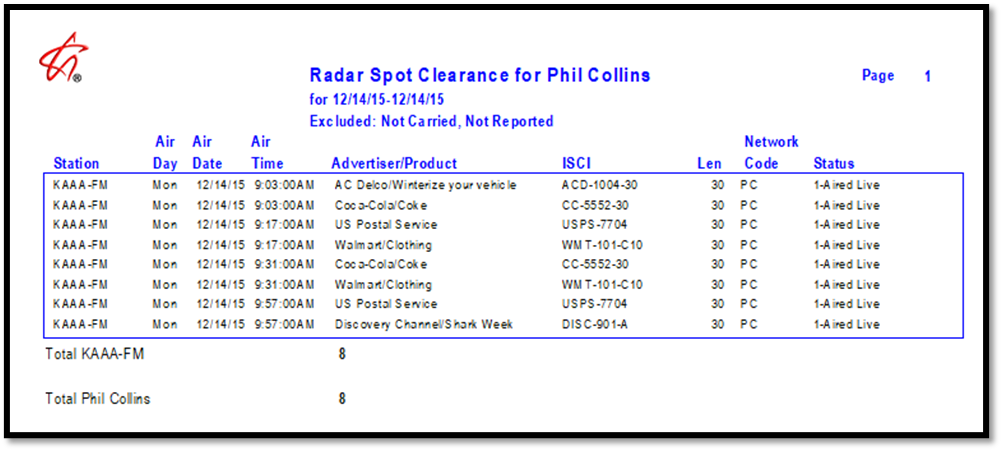 ®
Radar Spot Clearance for Phil Collins Page 1
for 12/14/15-12/14/15
Excluded: Not Carried, Not Reported
Air Air Air Network
Station Day Date Time Advertiser/Product ISCI Len Code Status
KAAA-FM Mon 12/14/15 9:03:00AM AC Delco/Winterize your vehicle ACD-1004-30 30 PC 1-Aired Live
KAAA-FM Mon 12/14/15 9:03:00AM Coca-Cola/Coke CC-5552-30 30 PC 1-Aired Live
KAAA-FM Mon 12/14/15 9:17:00AM US Postal Service USPS-7704 30 PC 1-Aired Live
KAAA-FM Mon 12/14/15 9:17:00AM Walmart/Clothing WMT-101-C10 30 PC 1-Aired Live
KAAA-FM Mon 12/14/15 9:31:00AM Coca-Cola/Coke CC-5552-30 30 PC 1-Aired Live
KAAA-FM Mon 12/14/15 9:31:00AM Walmart/Clothing WMT-101-C10 30 PC 1-Aired Live
KAAA-FM Mon 12/14/15 9:57:00AM US Postal Service USPS-7704 30 PC 1-Aired Live
KAAA-FM Mon 12/14/15 9:57:00AM Discovery Channel/Shark Week DISC-901-A 30 PC 1-Aired Live
Total KAAA-FM 8
Total Phil Collins 8